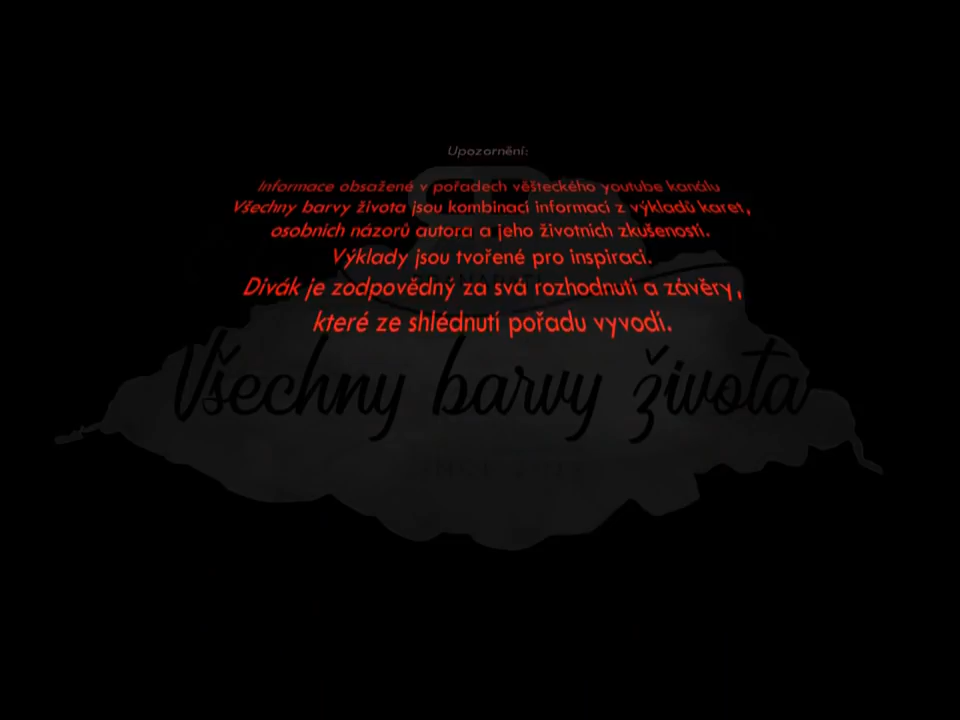 Upozornění:
Informace obsažené v pořadech věšteckého youtube kanálu
Všechny barvy života jsou kombinací informací z výkladů karet,
osobních názorů autora a jeho životních zkušeností.
Výklady jsou tvořené pro inspiraci.
Divák je zodpovědný za svá rozhodnutí a závěry,
které ze shlédnutí pořadu vyvodí.
Všechny barvy života